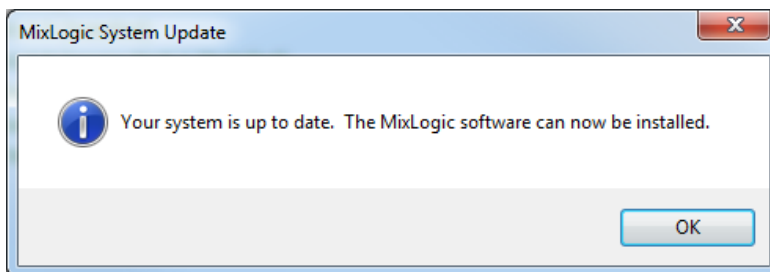 MixLogic System Update
Your system is up to date.  The MixLogic software can now be installed.
OK